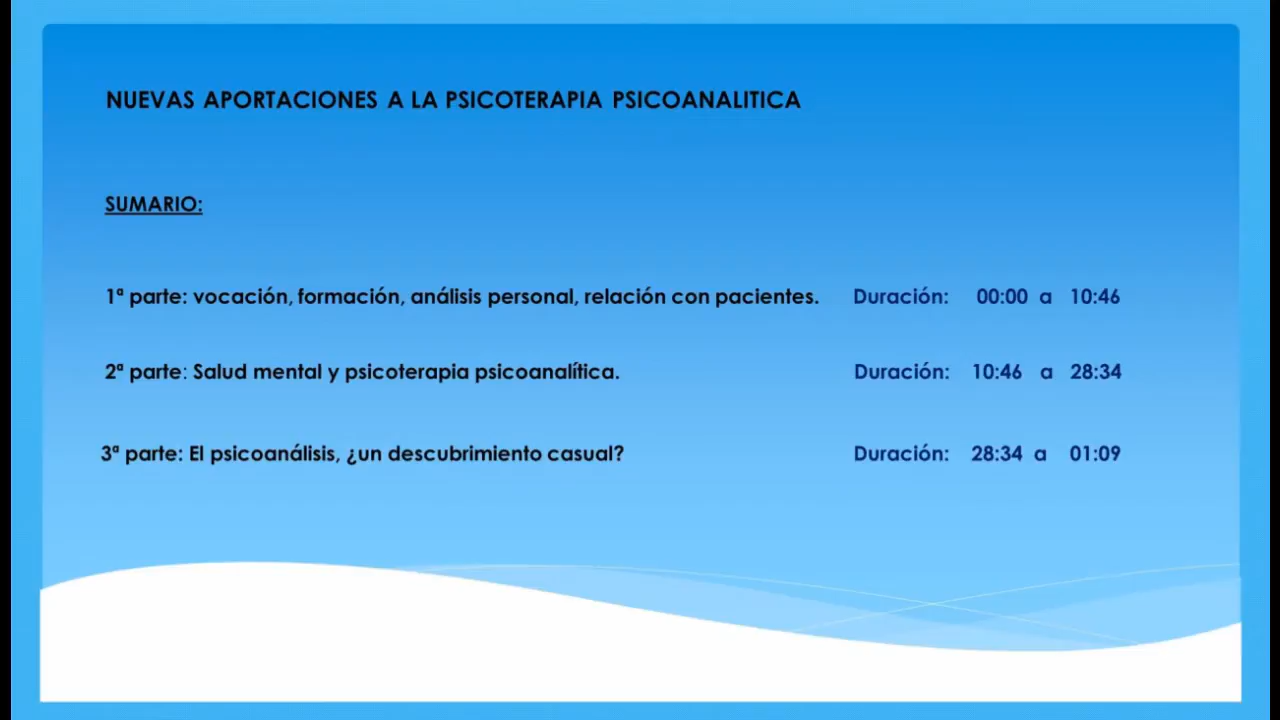 NUEVAS APORTACIONES A LA PSICOTERAPIA PSICOANALITICA
SUMARIO:
1ª parte: vocación, formación, análisis personal, relación con pacientes. Duración: 00:00 a 10:46
2ª parte: Salud mental y psicoterapia psicoanalítica. Duración: 10:46 a 28:34
3ª parte: El psicoanálisis, ¿un descubrimiento casual? Duración: 28:34 a 01:09